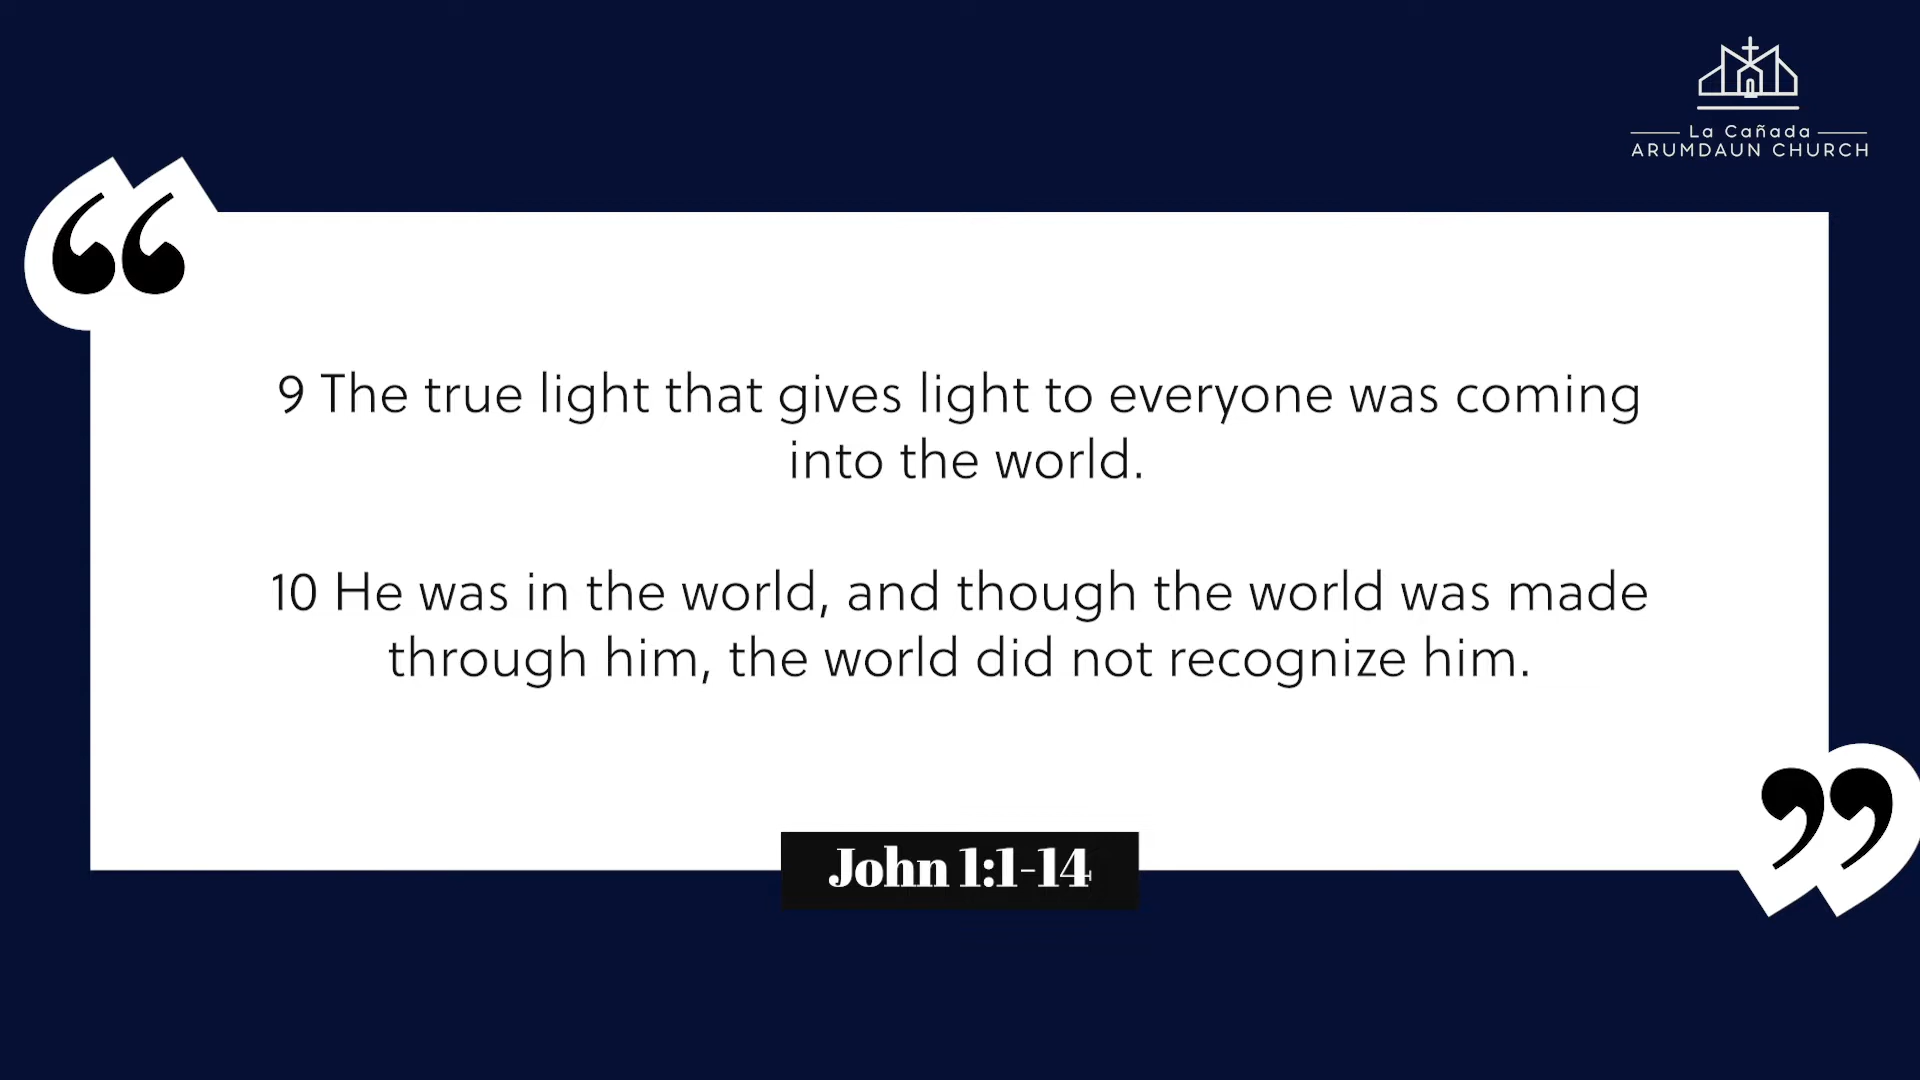 La Cañada
ARUMDAUN CHURCH
“
9 The true light that gives light to everyone was coming
into the world.
10 He was in the world, and though the world was made
through him, the world did not recognize him.
”
John 1:1-14